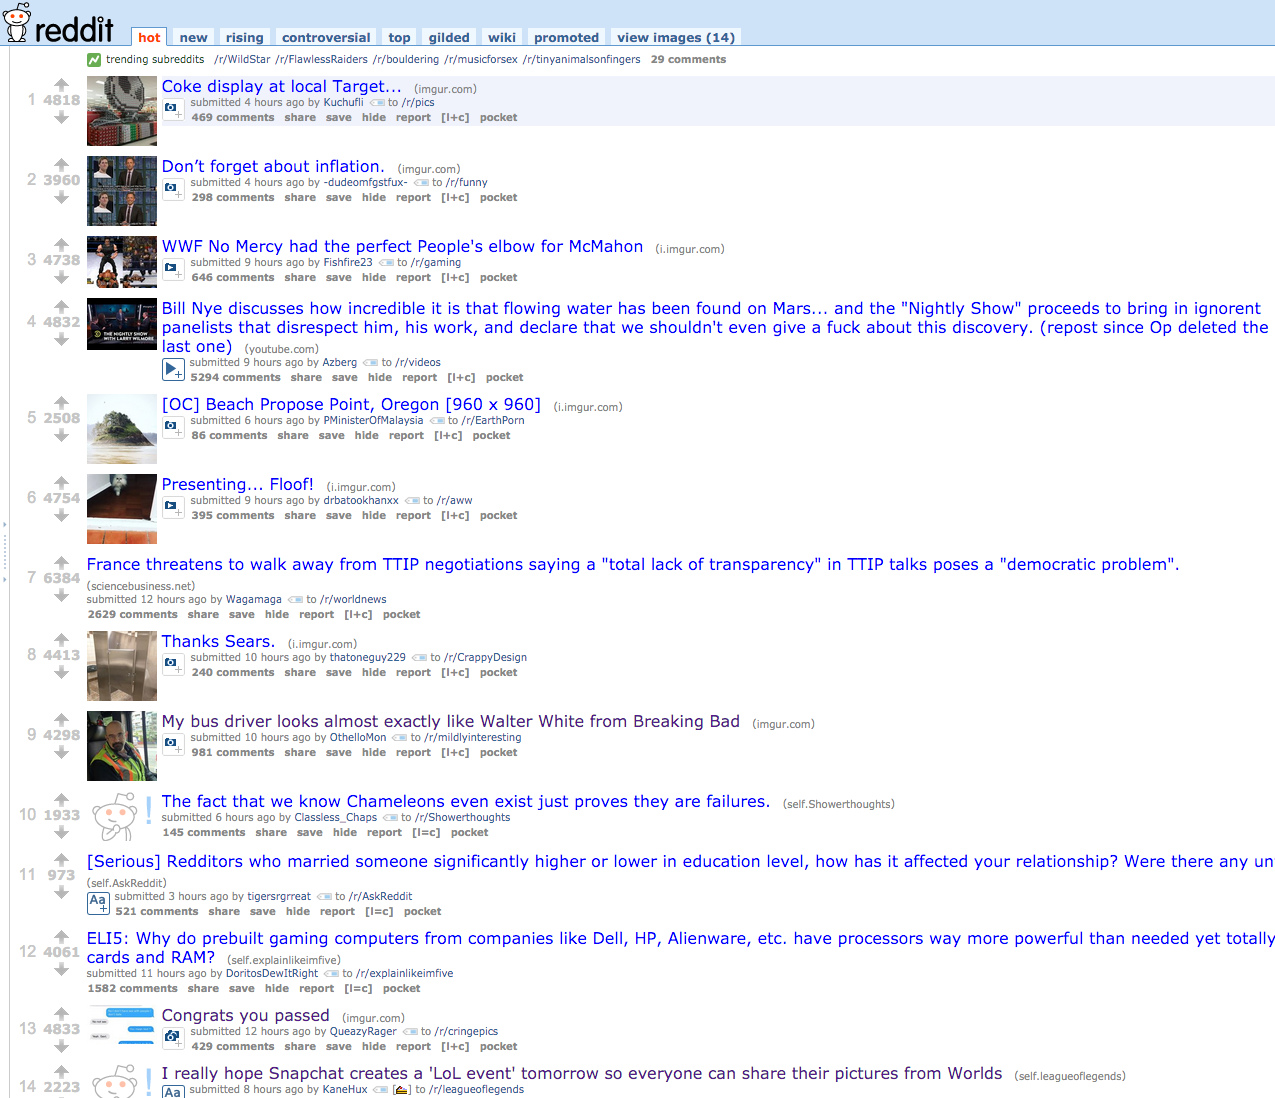 reddit
hot new rising controversial top gilded wiki promoted view images (14)
trending subreddits /r/WildStar /r/FlawlessRaiders /r/bouldering /r/musicforsex /r/tinyanimalsonfingers 29 comments
1 4818 Coke display at local Target... (imgur.com)
submitted 4 hours ago by Kuchufli to /r/pics
469 comments share save hide report [l+c] pocket
2 3960 Don't forget about inflation. (imgur.com)
submitted 4 hours ago by -dudeomfgstfux- to /r/funny
298 comments share save hide report [l+c] pocket
3 4738 WWF No Mercy had the perfect People's elbow for McMahon (i.imgur.com)
submitted 9 hours ago by Fishfire23 to /r/gaming
646 comments share save hide report [l+c] pocket
4 4832 Bill Nye discusses how incredible it is that flowing water has been found on Mars... and the "Nightly Show" proceeds to bring in ignorent
panelists that disrespect him, his work, and declare that we shouldn't even give a fuck about this discovery. (repost since Op deleted the
last one) (youtube.com)
THE NIGHTLY SHOW
WITH LARRY WILMORE
submitted 9 hours ago by Azberg to /r/videos
5294 comments share save hide report [l+c] pocket
5 2508 [OC] Beach Propose Point, Oregon [960 x 960] (i.imgur.com)
submitted 6 hours ago by PMinisterOfMalaysia to /r/EarthPorn
86 comments share save hide report [l+c] pocket
6 4754 Presenting... Floof! (i.imgur.com)
submitted 9 hours ago by drbatookhanxx to /r/aww
395 comments share save hide report [l+c] pocket
7 6384 France threatens to walk away from TTIP negotiations saying a "total lack of transparency" in TTIP talks poses a "democratic problem".
(sciencebusiness.net)
submitted 12 hours ago by Wagamaga to /r/worldnews
2629 comments share save hide report [l+c] pocket
8 4413 Thanks Sears. (i.imgur.com)
submitted 10 hours ago by thatoneguy229 to /r/CrappyDesign
240 comments share save hide report [l+c] pocket
9 4298 My bus driver looks almost exactly like Walter White from Breaking Bad (imgur.com)
submitted 10 hours ago by OthelloMon to /r/mildlyinteresting
981 comments share save hide report [l+c] pocket
10 1933 The fact that we know Chameleons even exist just proves they are failures. (self.Showerthoughts)
submitted 6 hours ago by Classless_Chaps to /r/Showerthoughts
145 comments share save hide report [l=c] pocket
11 973 [Serious] Redditors who married someone significantly higher or lower in education level, how has it affected your relationship? Were there any un
(self.AskReddit)
Aa submitted 3 hours ago by tigersrgrreat to /r/AskReddit
521 comments share save hide report [l=c] pocket
12 4061 ELI5: Why do prebuilt gaming computers from companies like Dell, HP, Alienware, etc. have processors way more powerful than needed yet totally
cards and RAM? (self.explainlikeimfive)
submitted 11 hours ago by DoritosDewItRight to /r/explainlikeimfive
1582 comments share save hide report [l=c] pocket
13 4833 Congrats you passed (imgur.com)
submitted 12 hours ago by QueazyRager to /r/cringepics
429 comments share save hide report [l+c] pocket
14 2223 I really hope Snapchat creates a 'LoL event' tomorrow so everyone can share their pictures from Worlds (self.leagueoflegends)
Aa submitted 8 hours ago by KaneHux [ ] to /r/leagueoflegends